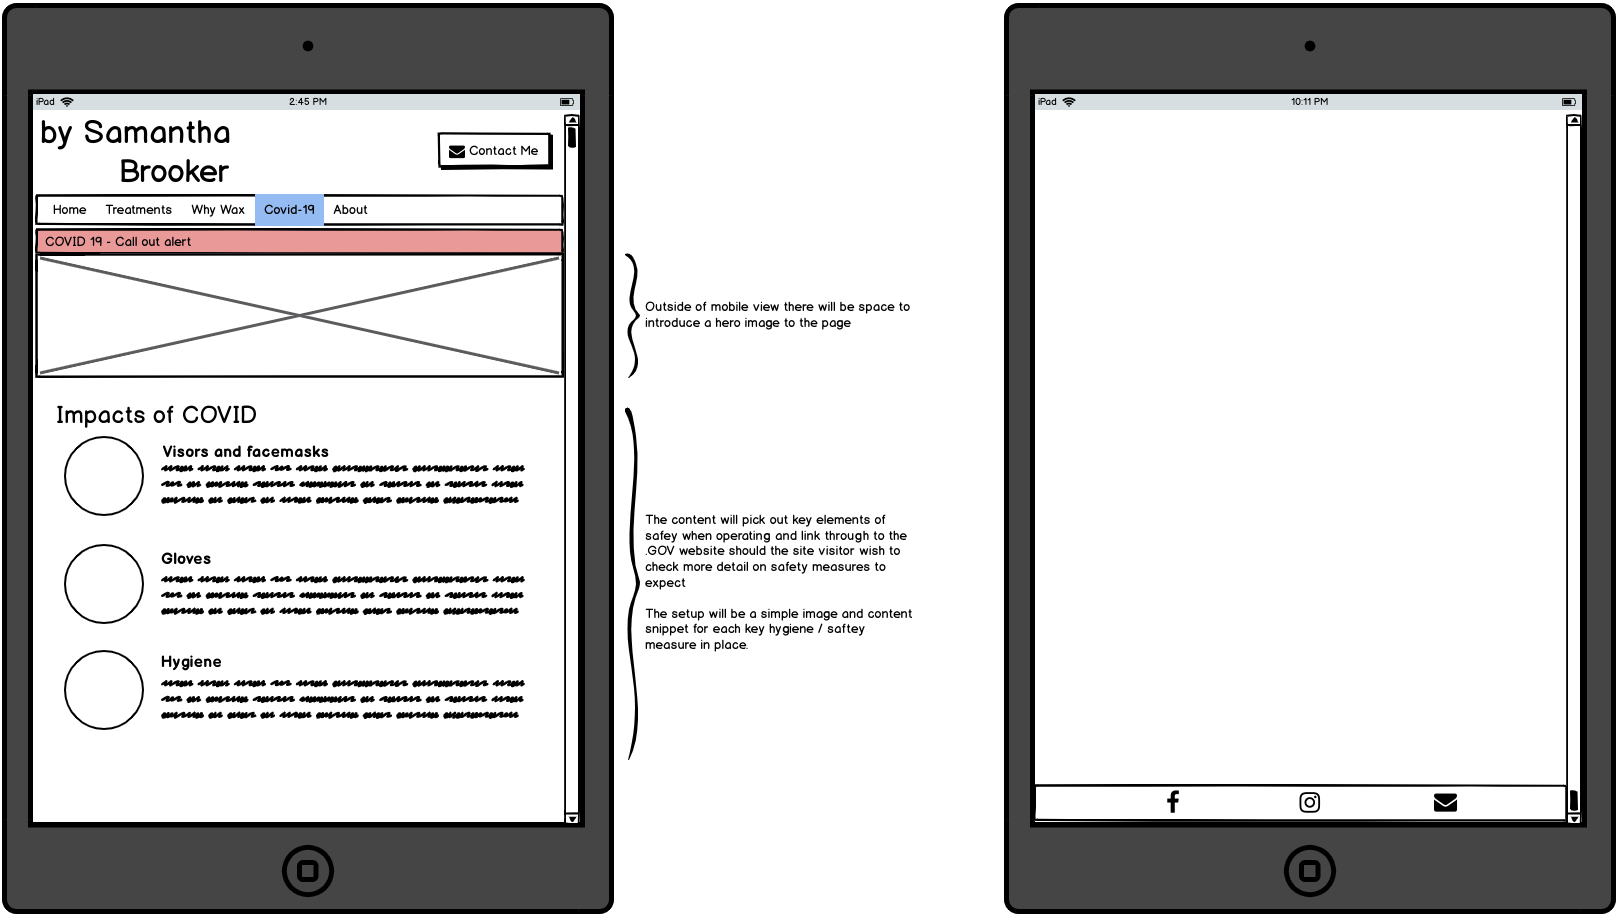 iPad
2:45 PM
by Samantha
Brooker
Contact Me
Home Treatments Why Wax Covid-19 About
COVID 19 - Call out alert
Impacts of COVID
Visors and facemasks
Gloves
Hygiene
Outside of mobile view there will be space to
introduce a hero image to the page
The content will pick out key elements of
safey when operating and link through to the
.GOV website should the site visitor wish to
check more detail on safety measures to
expect
The setup will be a simple image and content
snippet for each key hygiene / saftey
measure in place.
iPad
10:11 PM